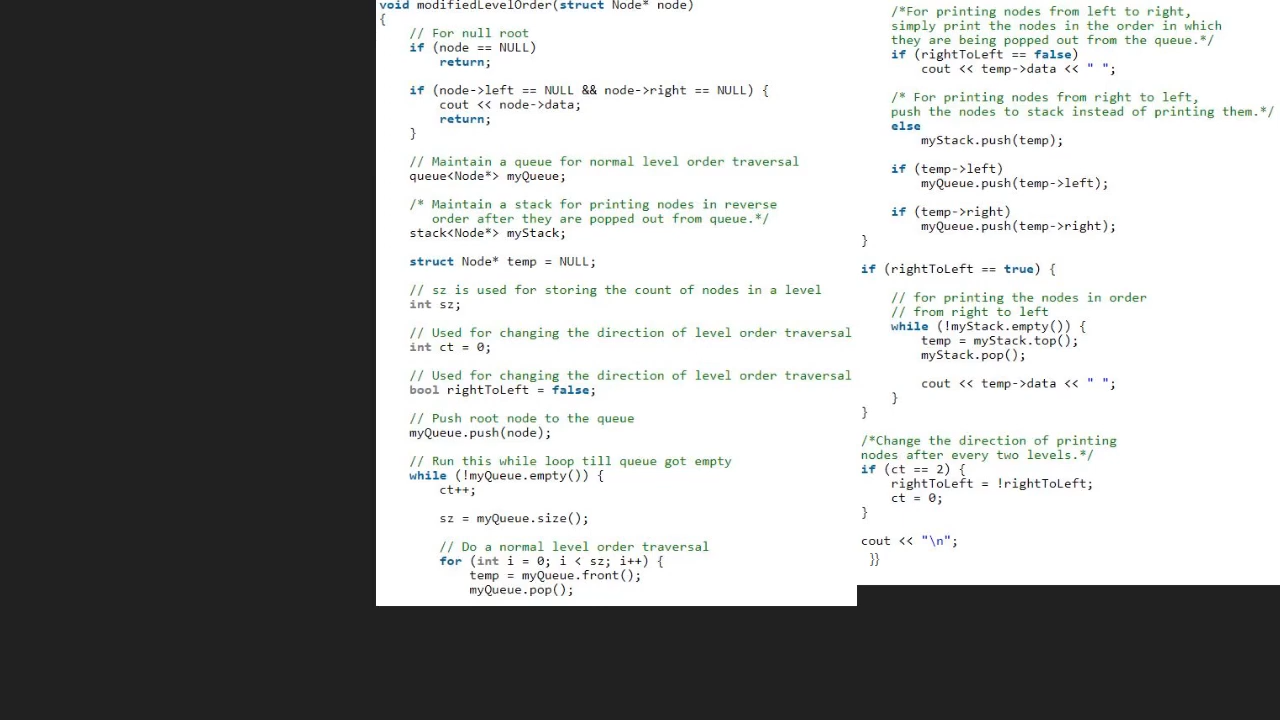 void modifiedLevelOrder(struct Node* node)
{
// For null root
if (node == NULL)
return;
if (node->left == NULL && node->right == NULL) {
cout << node->data;
return;
}
// Maintain a queue for normal level order traversal
queue<Node*> myQueue;
/* Maintain a stack for printing nodes in reverse
order after they are popped out from queue.*/
stack<Node*> myStack;
struct Node* temp = NULL;
// sz is used for storing the count of nodes in a level
int sz;
// Used for changing the direction of level order traversal
int ct = 0;
// Used for changing the direction of level order traversal
bool rightToLeft = false;
// Push root node to the queue
myQueue.push(node);
// Run this while loop till queue got empty
while (!myQueue.empty()) {
ct++;
sz = myQueue.size();
// Do a normal level order traversal
for (int i = 0; i < sz; i++) {
temp = myQueue.front();
myQueue.pop();
/*For printing nodes from left to right,
simply print the nodes in the order in which
they are being popped out from the queue.*/
if (rightToLeft == false)
cout << temp->data << " ";
/* For printing nodes from right to left,
push the nodes to stack instead of printing them.*/
else
myStack.push(temp);
if (temp->left)
myQueue.push(temp->left);
if (temp->right)
myQueue.push(temp->right);
}
if (rightToLeft == true) {
// for printing the nodes in order
// from right to left
while (!myStack.empty()) {
temp = myStack.top();
myStack.pop();
cout << temp->data << " ";
}
}
/*Change the direction of printing
nodes after every two levels.*/
if (ct == 2) {
rightToLeft = !rightToLeft;
ct = 0;
}
cout << "\n";
}}